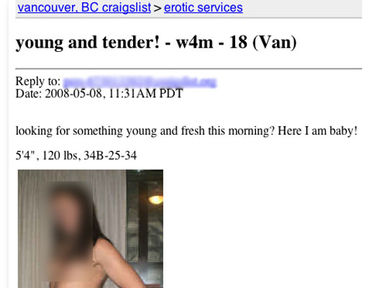 vancouver, BC craigslist > erotic services
young and tender! - w4m - 18 (Van)
Reply to:
Date: 2008-05-08, 11:31AM PDT
looking for something young and fresh this morning? Here I am baby!
5'4", 120 lbs, 34B-25-34